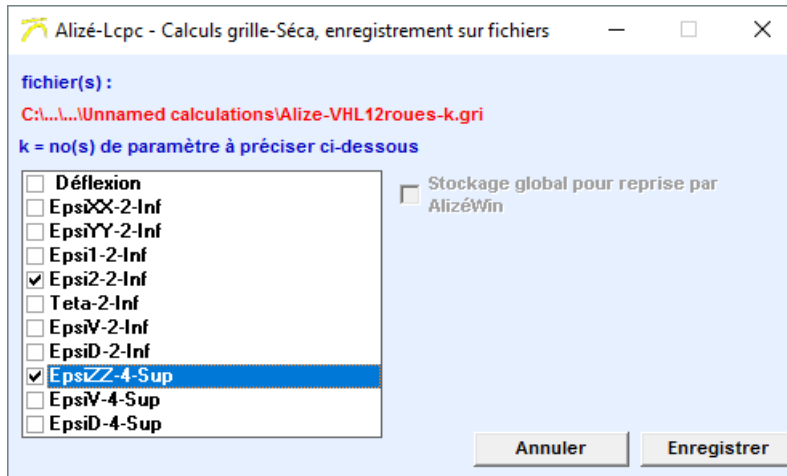 Alizé-Lcpc - Calculs grille-Séca, enregistrement sur fichiers
fichier(s) :
C:\...\...\Unnamed calculations\Alize-VHL12roues-k.gri
k = no(s) de paramètre à préciser ci-dessous
Déflexion
EpsiXX-2-Inf
EpsiYY-2-Inf
Epsi1-2-Inf
Epsi2-2-Inf
Teta-2-Inf
EpsiV-2-Inf
EpsiD-2-Inf
EpsiZZ-4-Sup
EpsiV-4-Sup
EpsiD-4-Sup
Stockage global pour reprise par
AlizéWin
Annuler
Enregistrer